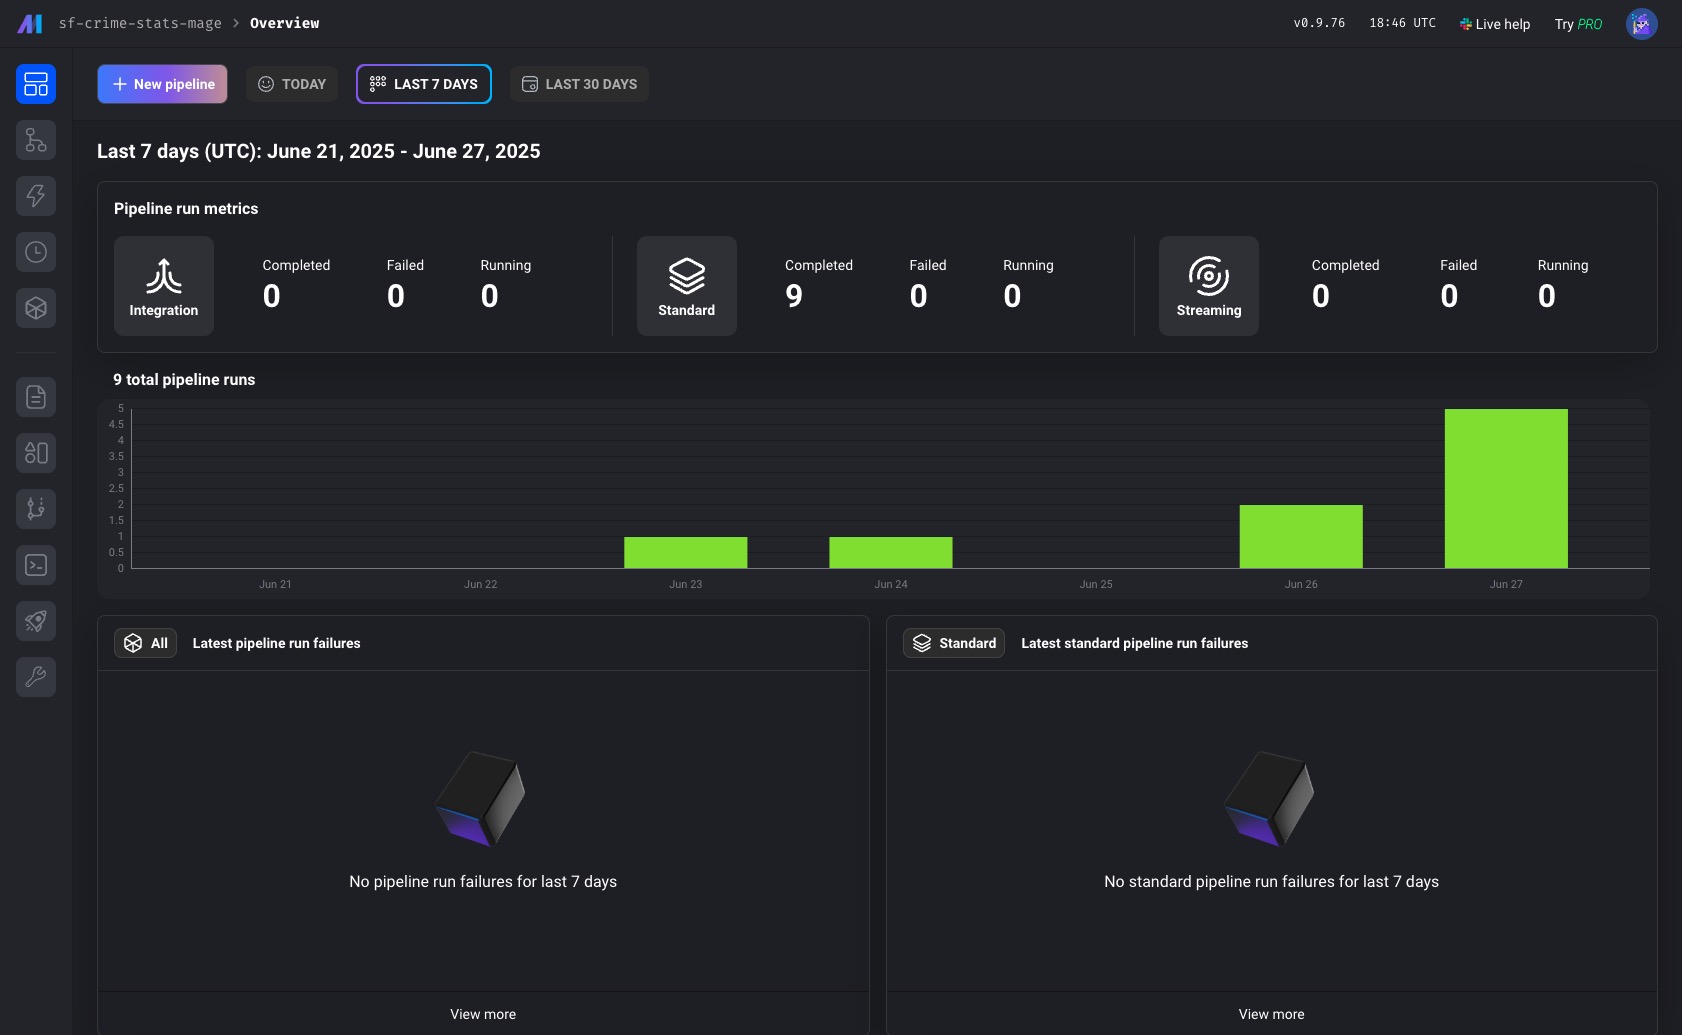 sf-crime-stats-mage > Overview
v0.9.76 18:46 UTC Live help Try PRO
New pipeline TODAY LAST 7 DAYS LAST 30 DAYS
Last 7 days (UTC): June 21, 2025 - June 27, 2025
Pipeline run metrics
Integration
Completed Failed Running
0 0 0
Standard
Completed Failed Running
9 0 0
Streaming
Completed Failed Running
0 0 0
9 total pipeline runs
5
4.5
4
3.5
3
2.5
2
1.5
1
0.5
0
Jun 21 Jun 22 Jun 23 Jun 24 Jun 25 Jun 26 Jun 27
All Latest pipeline run failures
No pipeline run failures for last 7 days
View more
Standard Latest standard pipeline run failures
No standard pipeline run failures for last 7 days
View more